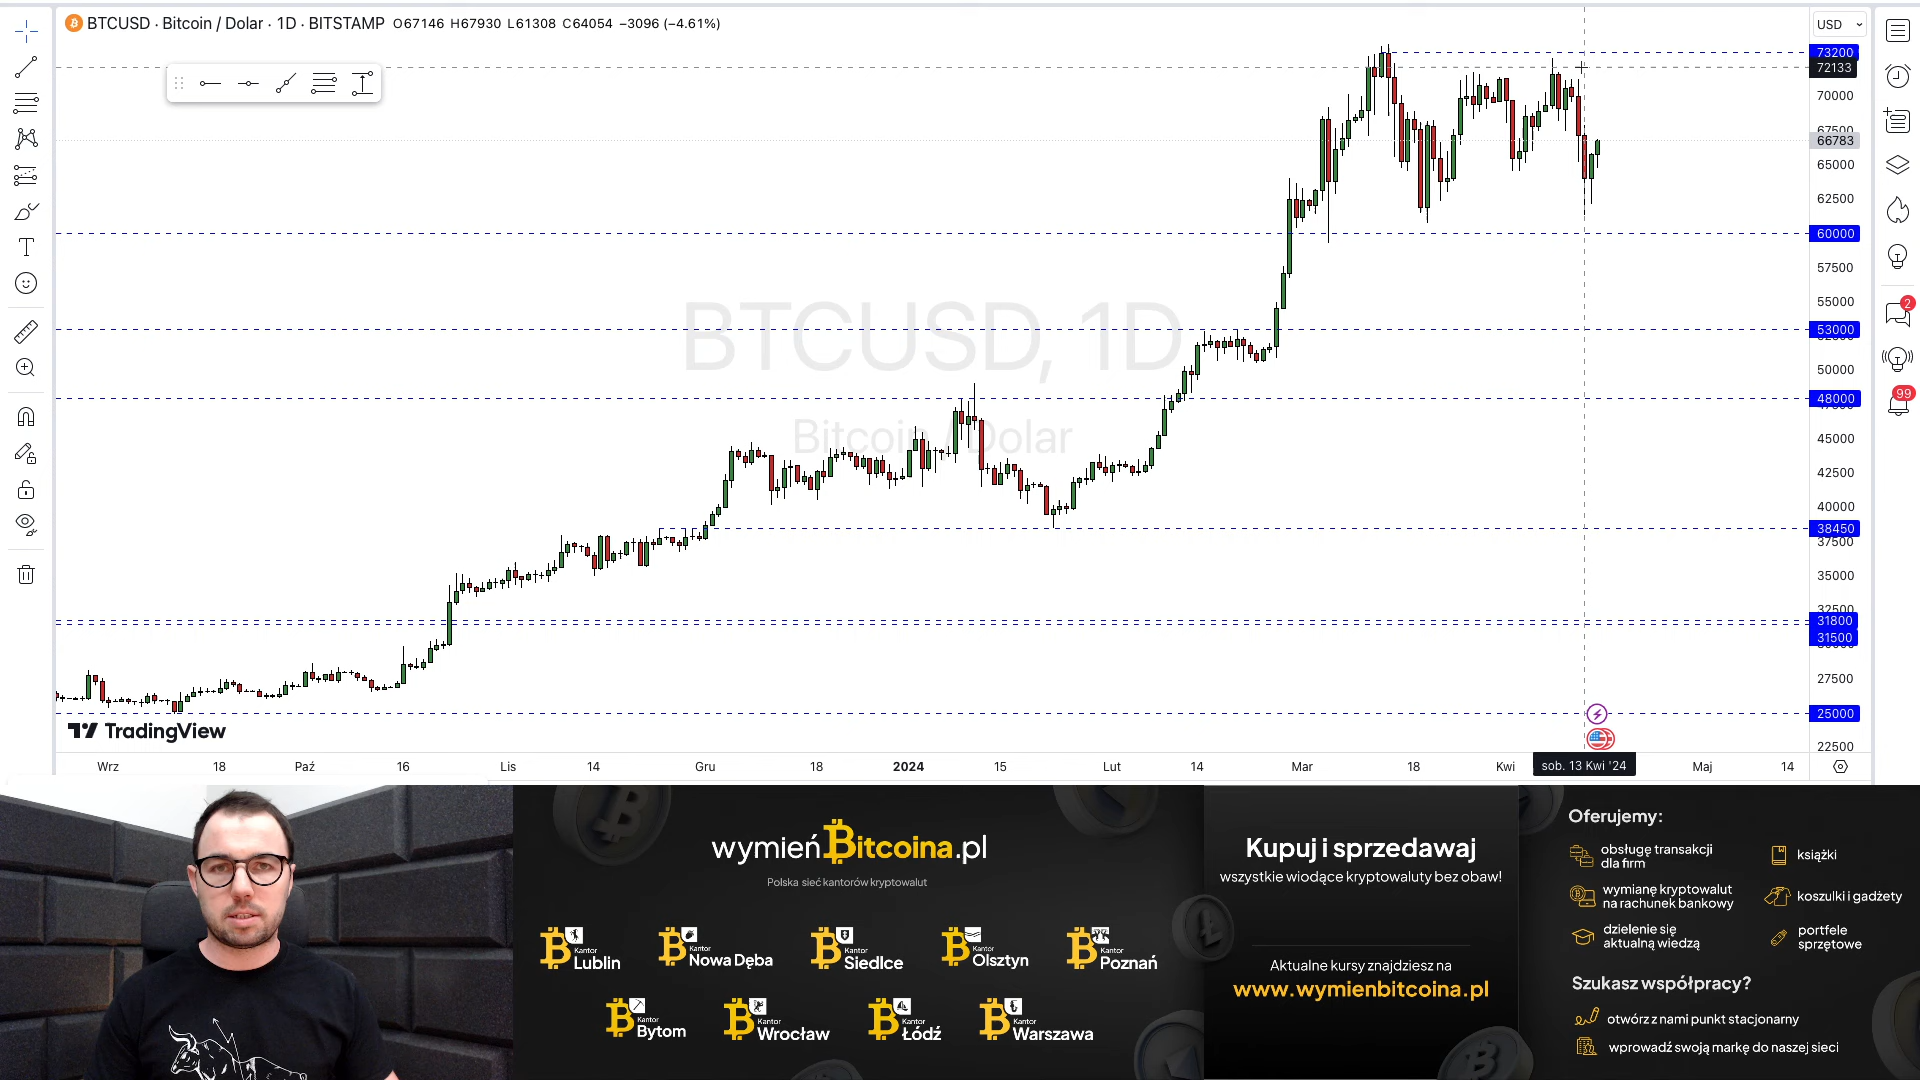 BTCUSD · Bitcoin / Dolar · 1D · BITSTAMP O67146 H67930 L61308 C64054 −3096 (−4.61%)
USD
73200
72133
70000
67500
66783
65000
62500
60000
57500
55000
53000
50000
48000
45000
42500
40000
38450
37500
35000
32500
31800
31500
27500
25000
22500
BTCUSD, 1D
Bitcoin / Dolar
2
99
TradingView
Wrz 18 Paź 16 Lis 14 Gru 18 2024 15 Lut 14 Mar 18 Kwi sob. 13 Kwi '24 Maj 14
wymieńBitcoina.pl
Polska sieć kantorów kryptowalut
Kantor Lublin
Kantor Nowa Dęba
Kantor Siedlce
Kantor Olsztyn
Kantor Poznań
Kantor Bytom
Kantor Wrocław
Kantor Łódź
Kantor Warszawa
Kupuj i sprzedawaj
wszystkie wiodące kryptowaluty bez obaw!
Aktualne kursy znajdziesz na
www.wymienbitcoina.pl
Oferujemy:
obsługę transakcji
dla firm
wymianę kryptowalut
na rachunek bankowy
dzielenie się
aktualną wiedzą
książki
koszulki i gadżety
portfele
sprzętowe
Szukasz współpracy?
otwórz z nami punkt stacjonarny
wprowadź swoją markę do naszej sieci